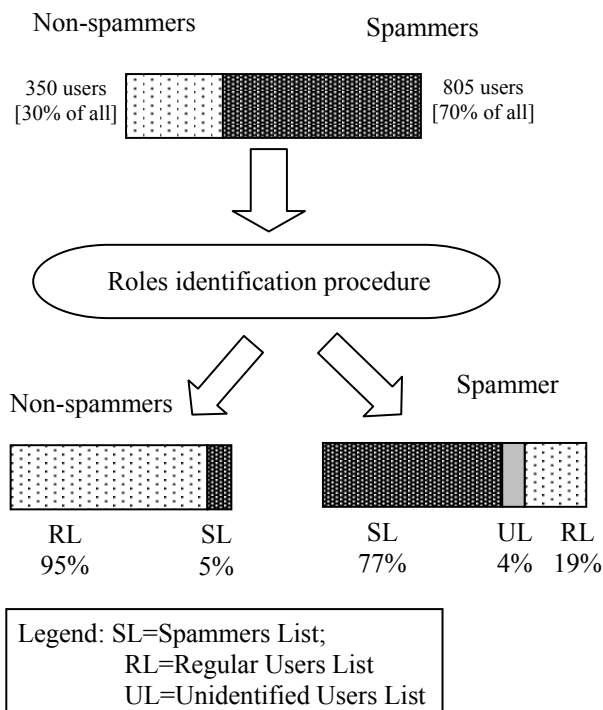 Non-spammers
Spammers
350 users
[30% of all]
805 users
[70% of all]
Roles identification procedure
Non-spammers
Spammer
RL
95%
SL
5%
SL
77%
UL
4%
RL
19%
Legend: SL=Spammers List;
RL=Regular Users List
UL=Unidentified Users List